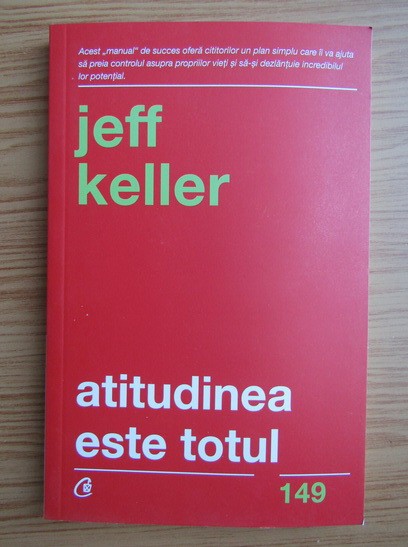 Acest „manual“ de succes oferă cititorilor un plan simplu care îi va ajuta
să preia controlul asupra propriilor vieți și să-și dezlănțuie incredibilul
lor potențial.
jeff
keller
atitudinea
este totul
149